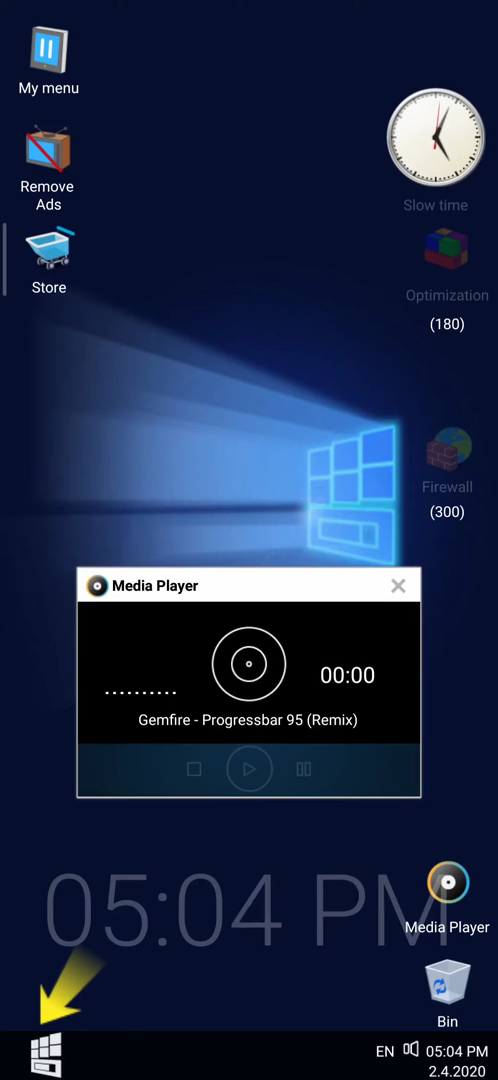 My menu
Remove
Ads
Store
Slow time
Optimization
(180)
Firewall
(300)
Media Player
00:00
Gemfire - Progressbar 95 (Remix)
05:04 PM
Media Player
Bin
EN 05:04 PM
2.4.2020